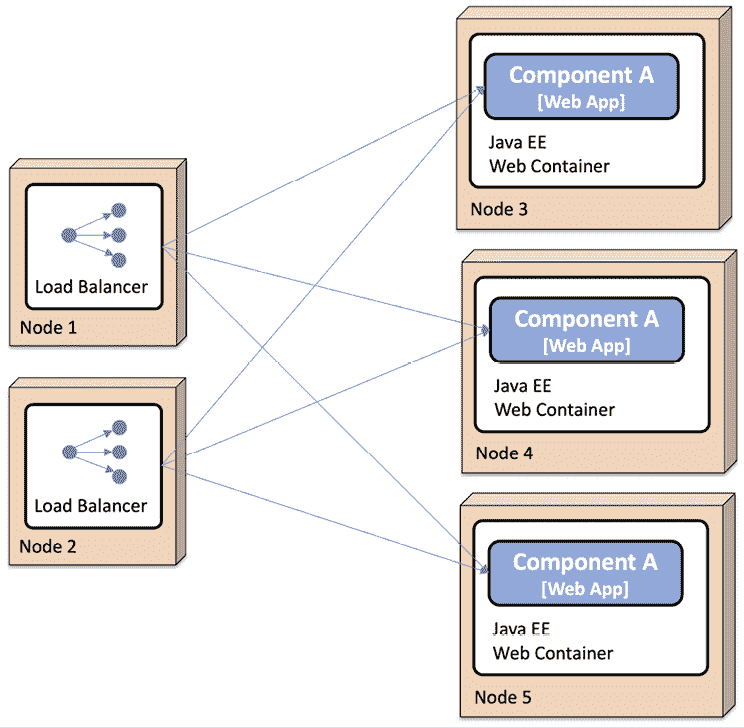 Load Balancer
Node 1
Load Balancer
Node 2
Component A
[Web App]
Java EE
Web Container
Node 3
Component A
[Web App]
Java EE
Web Container
Node 4
Component A
[Web App]
Java EE
Web Container
Node 5